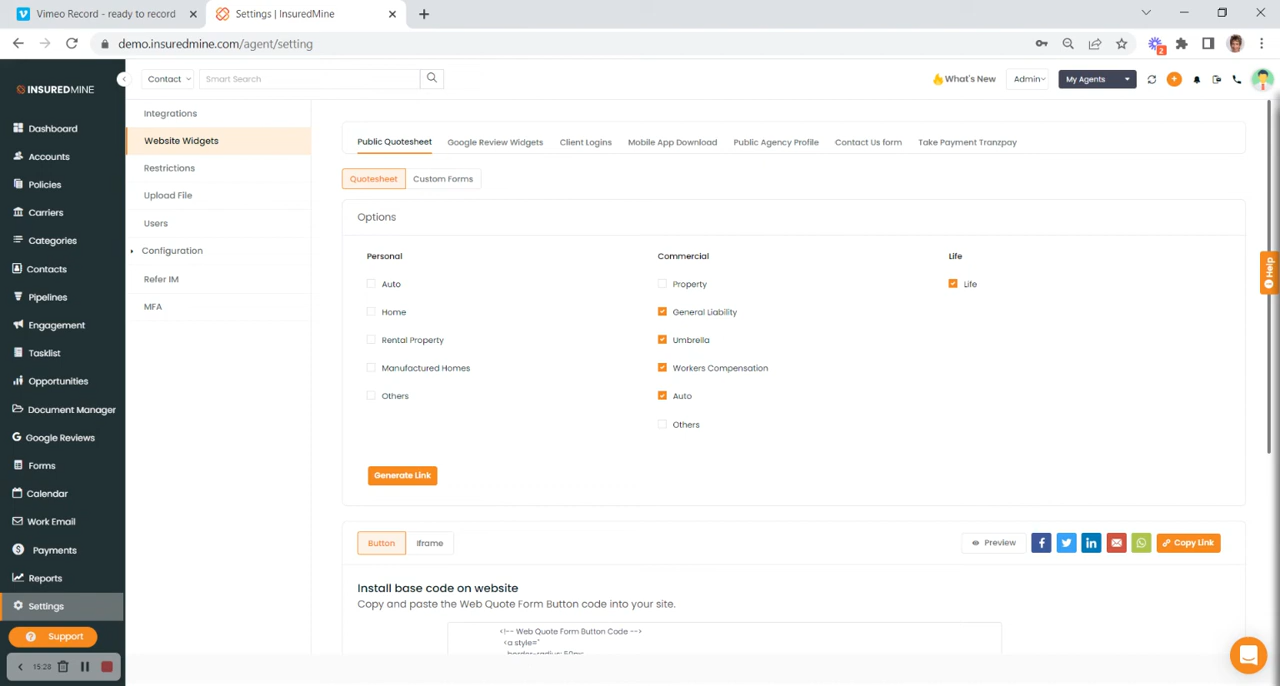 Vimeo Record - ready to record
Settings | InsuredMine
demo.insuredmine.com/agent/setting
2
INSUREDMINE
Contact
Smart Search
What's New
Admin
My Agents
Dashboard
Accounts
Policies
Carriers
Categories
Contacts
Pipelines
Engagement
Tasklist
Opportunities
Document Manager
Google Reviews
Forms
Calendar
Work Email
Payments
Reports
Settings
Support
15:28
Integrations
Website Widgets
Restrictions
Upload File
Users
Configuration
Refer IM
MFA
Public Quotesheet
Google Review Widgets
Client Logins
Mobile App Download
Public Agency Profile
Contact Us form
Take Payment Tranzpay
Quotesheet
Custom Forms
Options
Personal
Auto
Home
Rental Property
Manufactured Homes
Others
Commercial
Property
General Liability
Umbrella
Workers Compensation
Auto
Others
Life
Life
Generate Link
Help
Button
Iframe
Preview
Copy Link
Install base code on website
Copy and paste the Web Quote Form Button code into your site.
<!-- Web Quote Form Button Code -->
<a style="
border-radius: 50px;